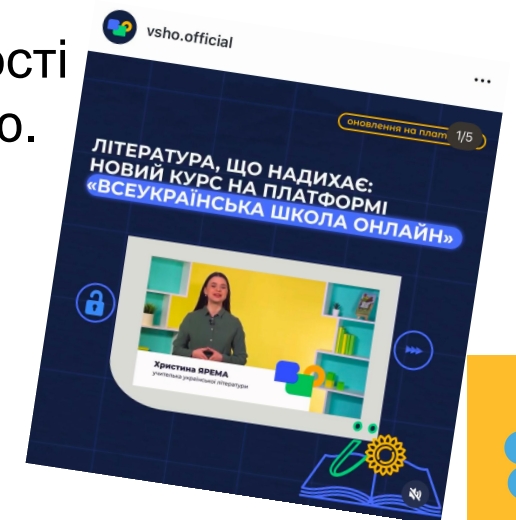 ості
о.
vsho.official
оновлення на плат
1/5
ЛІТЕРАТУРА, ЩО НАДИХАЄ:
НОВИЙ КУРС НА ПЛАТФОРМІ
«ВСЕУКРАЇНСЬКА ШКОЛА ОНЛАЙН»
Христина ЯРЕМА
учителька української літератури